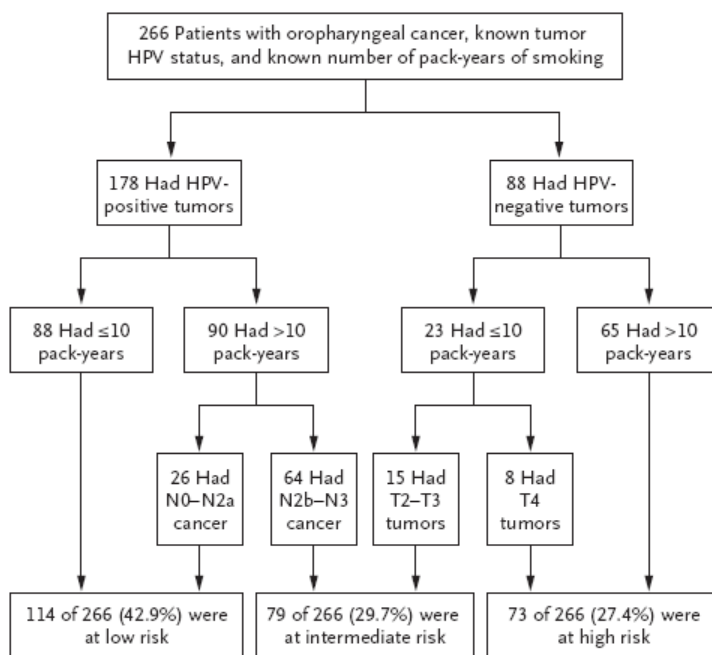 266 Patients with oropharyngeal cancer, known tumor
HPV status, and known number of pack-years of smoking
178 Had HPV-
positive tumors
88 Had HPV-
negative tumors
88 Had ≤10
pack-years
90 Had >10
pack-years
23 Had ≤10
pack-years
65 Had >10
pack-years
26 Had
N0–N2a
cancer
64 Had
N2b–N3
cancer
15 Had
T2–T3
tumors
8 Had
T4
tumors
114 of 266 (42.9%) were
at low risk
79 of 266 (29.7%) were
at intermediate risk
73 of 266 (27.4%) were
at high risk